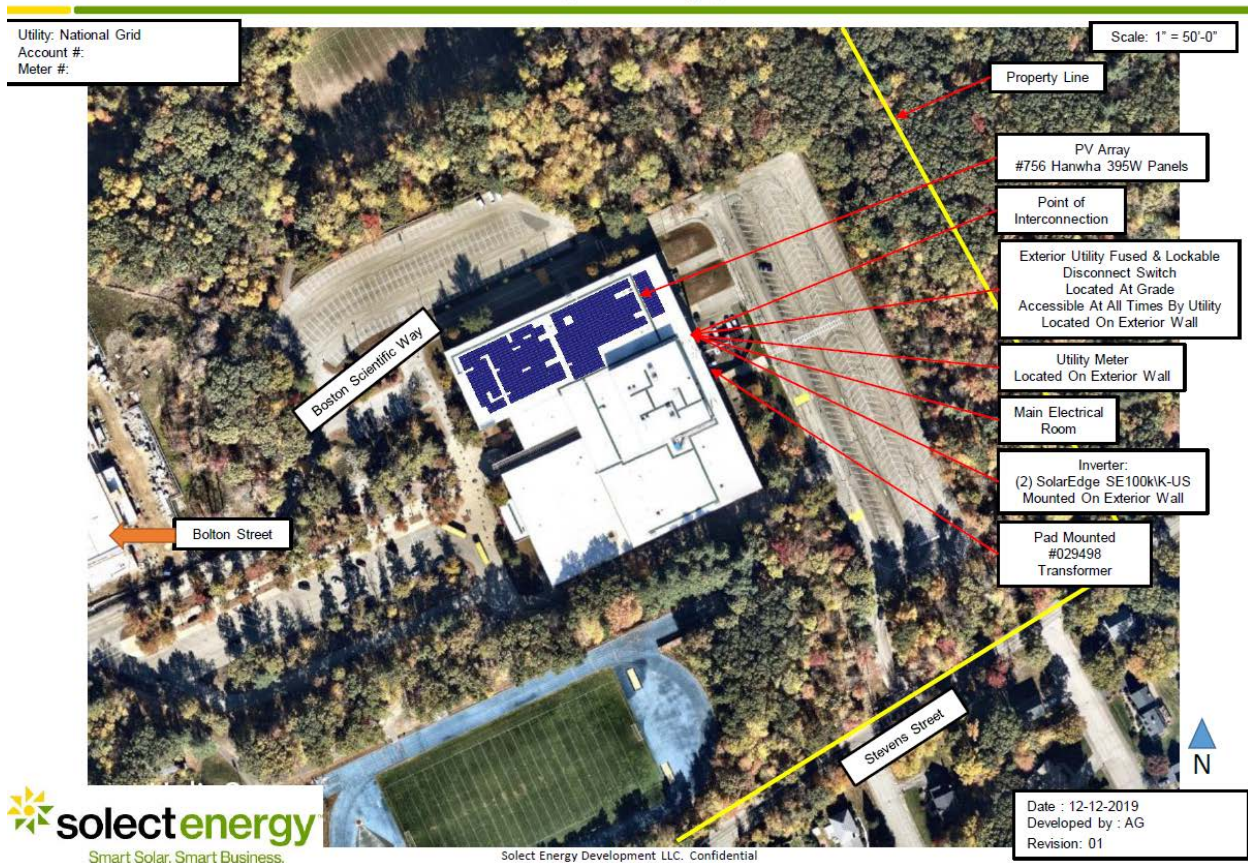 Utility: National Grid
Account #:
Meter #:
Scale: 1” = 50’-0”
Property Line
PV Array
#756 Hanwha 395W Panels
Point of
Interconnection
Exterior Utility Fused & Lockable
Disconnect Switch
Located At Grade
Accessible At All Times By Utility
Located On Exterior Wall
Utility Meter
Located On Exterior Wall
Main Electrical
Room
Inverter:
(2) SolarEdge SE100k\K-US
Mounted On Exterior Wall
Pad Mounted
#029498
Transformer
Boston Scientific Way
Bolton Street
Stevens Street
N
solectenergy
Smart Solar. Smart Business.
Solect Energy Development LLC. Confidential
Date : 12-12-2019
Developed by : AG
Revision: 01